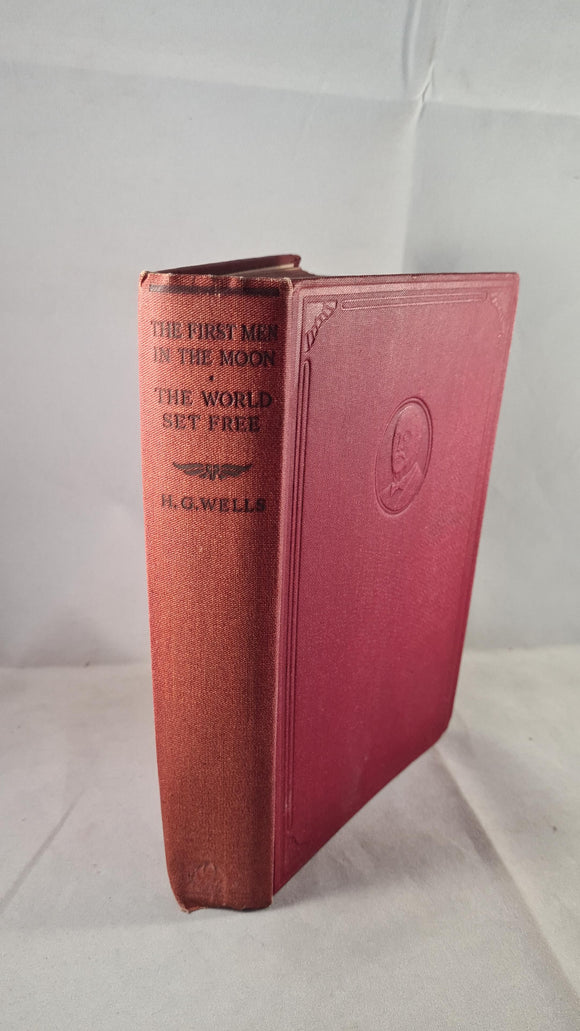 THE FIRST MEN
IN THE MOON
·
THE WORLD
SET FREE
H. G. WELLS